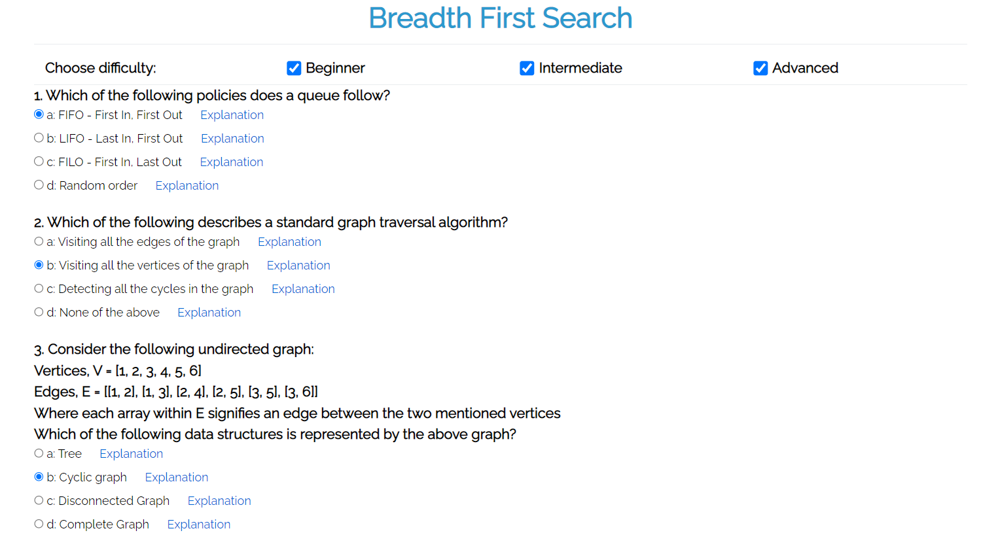 Breadth First Search
Choose difficulty: Beginner Intermediate Advanced
1. Which of the following policies does a queue follow?
a: FIFO - First In, First Out Explanation
b: LIFO - Last In, First Out Explanation
c: FILO - First In, Last Out Explanation
d: Random order Explanation
2. Which of the following describes a standard graph traversal algorithm?
a: Visiting all the edges of the graph Explanation
b: Visiting all the vertices of the graph Explanation
c: Detecting all the cycles in the graph Explanation
d: None of the above Explanation
3. Consider the following undirected graph:
Vertices, V = [1, 2, 3, 4, 5, 6]
Edges, E = [[1, 2], [1, 3], [2, 4], [2, 5], [3, 5], [3, 6]]
Where each array within E signifies an edge between the two mentioned vertices
Which of the following data structures is represented by the above graph?
a: Tree Explanation
b: Cyclic graph Explanation
c: Disconnected Graph Explanation
d: Complete Graph Explanation